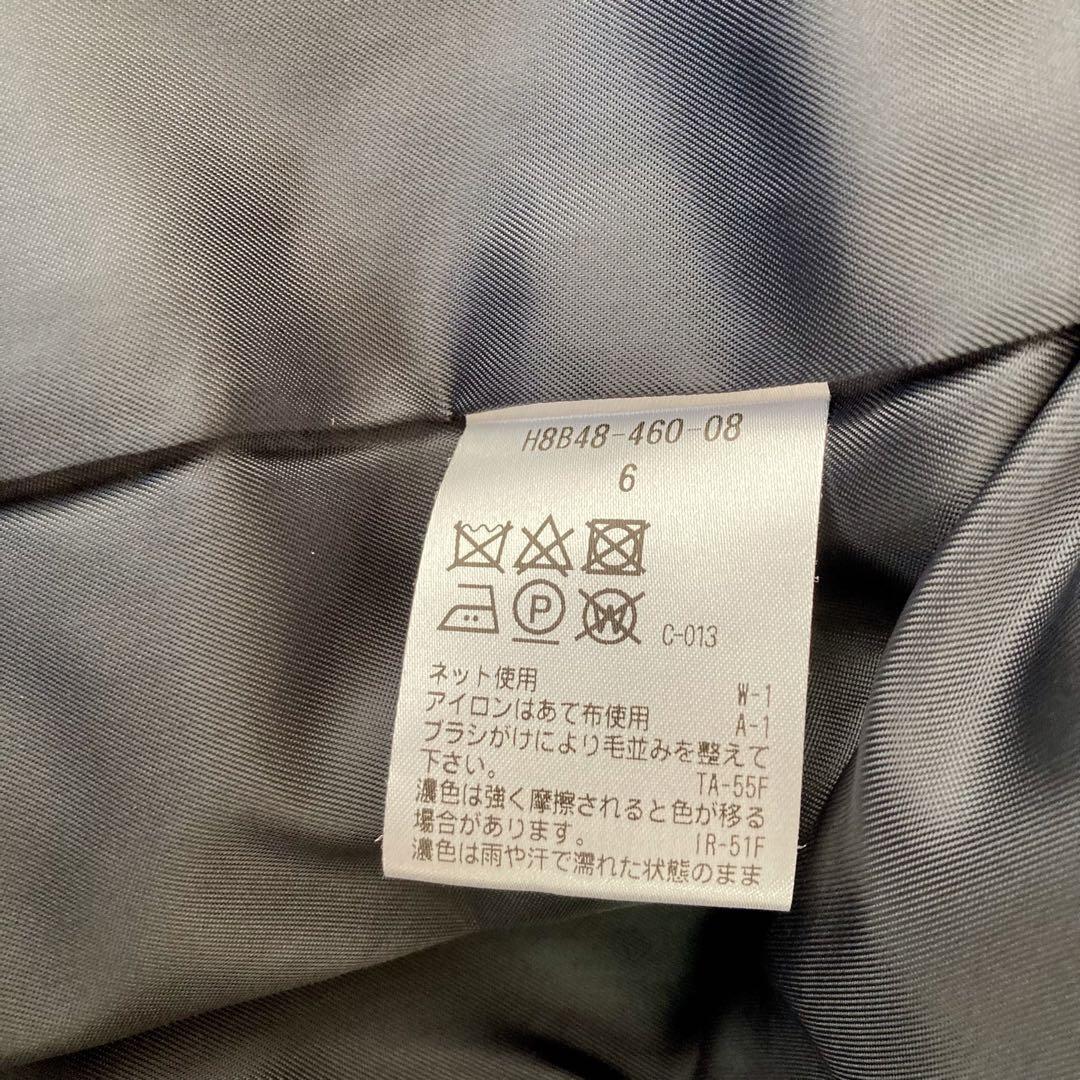 H8B48-460-08
6
P W C-013
ネット使用 W-1
アイロンはあて布使用 A-1
ブラシがけにより毛並みを整えて
下さい。 TA-55F
濃色は強く摩擦されると色が移る
場合があります。 IR-51F
濃色は雨や汗で濡れた状態のまま